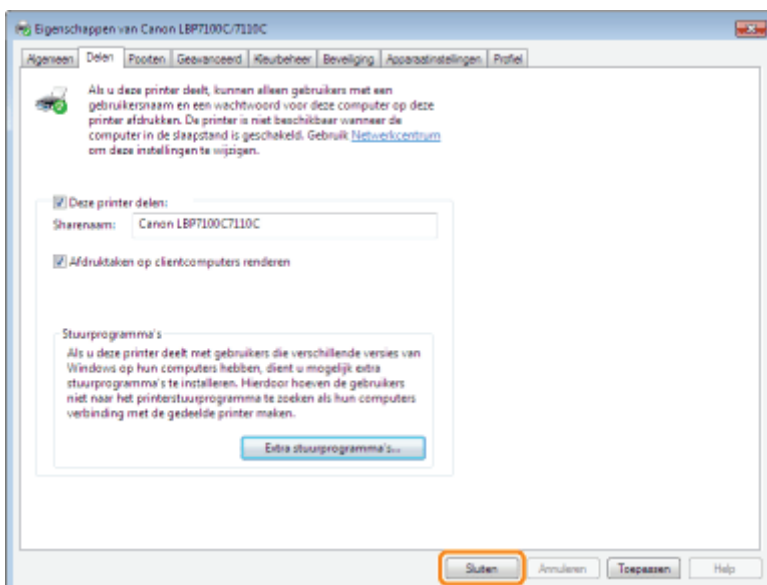 Eigenschappen van Canon LBP7100C/7110C
Algemeen Delen Poorten Geavanceerd Kleurbeheer Beveiliging Apparaatinstellingen Profiel
Als u deze printer deelt, kunnen alleen gebruikers met een
gebruikersnaam en een wachtwoord voor deze computer op deze
printer afdrukken. De printer is niet beschikbaar wanneer de
computer in de slaapstand is geschakeld. Gebruik Netwerkcentrum
om deze instellingen te wijzigen.
Deze printer delen:
Sharenaam: Canon LBP7100C7110C
Afdruktaken op clientcomputers renderen
Stuurprogramma's
Als u deze printer deelt met gebruikers die verschillende versies van
Windows op hun computers hebben, dient u mogelijk extra
stuurprogramma's te installeren. Hierdoor hoeven de gebruikers
niet naar het printerstuurprogramma te zoeken als hun computers
verbinding met de gedeelde printer maken.
Extra stuurprogramma's...
Sluiten Annuleren Toepassen Help